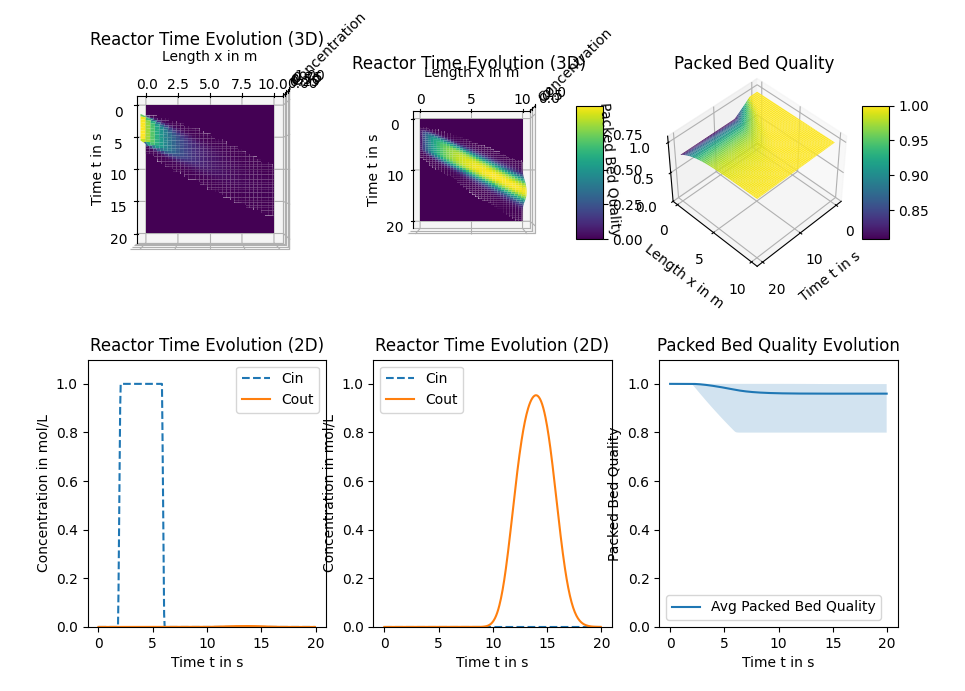 Reactor Time Evolution (3D)
Length x in m
0.0 2.5 5.0 7.5 10.0
Concentration
Time t in s
0
5
10
15
20
Reactor Time Evolution (3D)
Length x in m
0 5 10
Concentration
Time t in s
0
10
20
0.75
0.50
0.25
0.00
Packed Bed Quality
Packed Bed Quality
1.0
0.5
0.0
0 5 10
Length x in m
20 10 0
Time t in s
1.00
0.95
0.90
0.85
Reactor Time Evolution (2D)
Concentration in mol/L
1.0
0.8
0.6
0.4
0.2
0.0
Cin
Cout
0 5 10 15 20
Time t in s
Reactor Time Evolution (2D)
Concentration in mol/L
1.0
0.8
0.6
0.4
0.2
0.0
Cin
Cout
0 5 10 15 20
Time t in s
Packed Bed Quality Evolution
Packed Bed Quality
1.0
0.8
0.6
0.4
0.2
0.0
Avg Packed Bed Quality
0 5 10 15 20
Time t in s